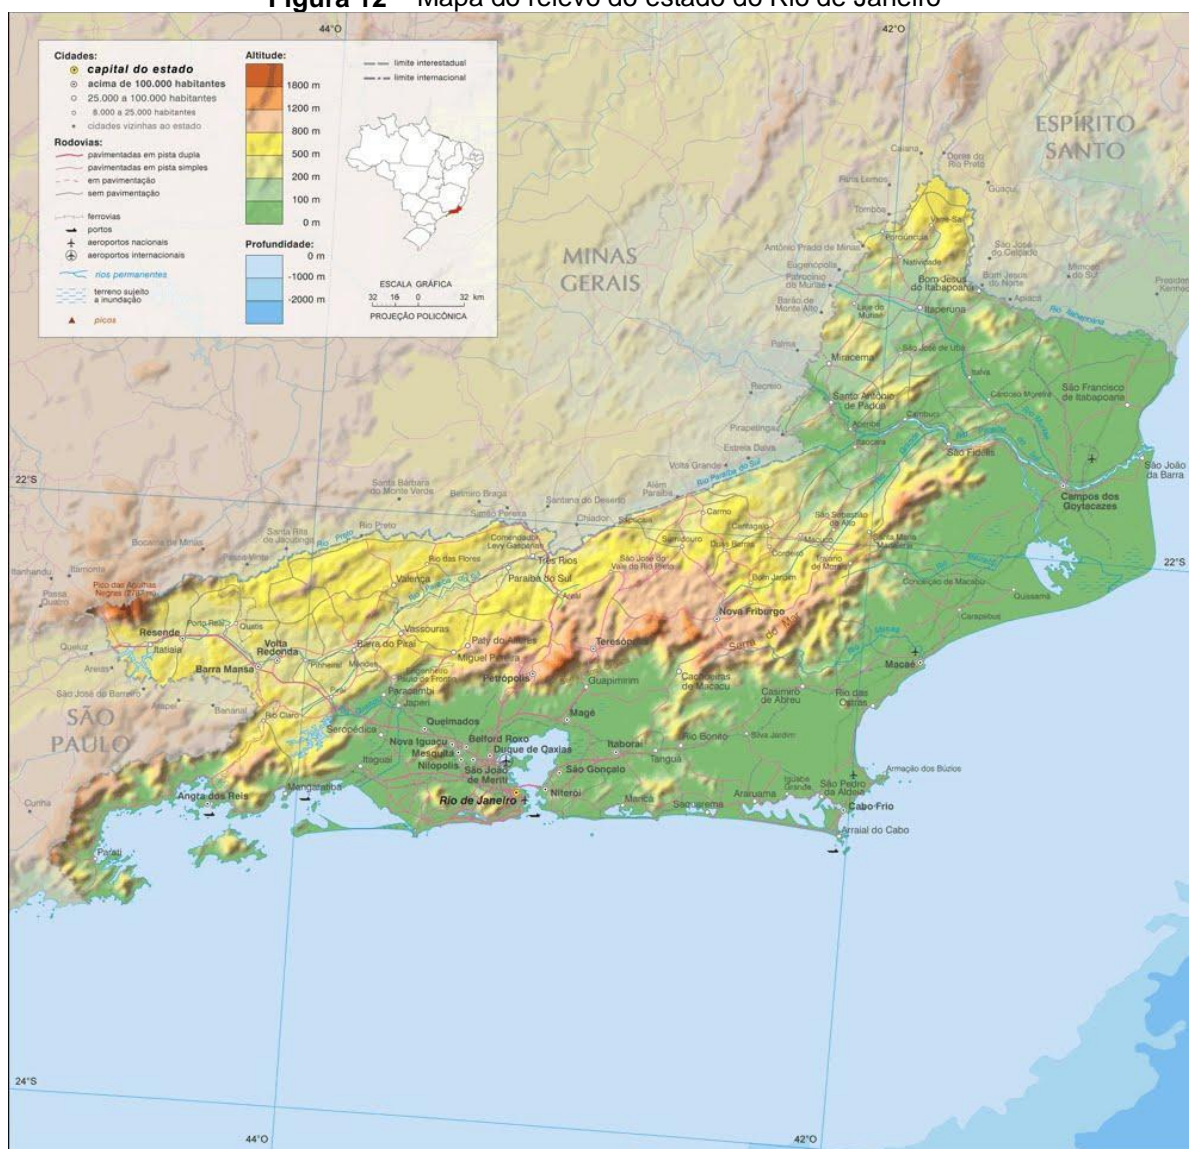 Figura 12 – Mapa do relevo do estado do Rio de Janeiro
44°O
42°O
Cidades:
capital do estado
acima de 100.000 habitantes
25.000 a 100.000 habitantes
8.000 a 25.000 habitantes
cidades vizinhas ao estado
Rodovias:
pavimentadas em pista dupla
pavimentadas em pista simples
em pavimentação
sem pavimentação
ferrovias
portos
aeroportos nacionais
aeroportos internacionais
rios permanentes
terreno sujeito
a inundação
picos
Altitude:
1800 m
1200 m
800 m
500 m
200 m
100 m
0 m
Profundidade:
0 m
-1000 m
-2000 m
limite interestadual
limite internacional
ESCALA GRÁFICA
32 16 0 32 km
PROJEÇÃO POLICÔNICA
ESPÍRITO
SANTO
MINAS
GERAIS
SÃO
PAULO
Caiana
Dores do
Rio Preto
Guaçuí
Faria Lemos
Tombos
Varre-Sai
Porciúncula
Antônio Prado de Minas
Natividade
São José
do Calçado
Eugenópolis
Patrocínio
de Muriaé
Bom Jesus
do Itabapoana
Bom Jesus
do Norte
Mimoso
do Sul
Apiacá
Barão de
Monte Alto
Laje do
Muriaé
Itaperuna
Rio Itabapoana
Palma
Miracema
São José de Ubá
Italva
Cardoso Moreira
São Francisco
de Itabapoana
Recreio
Santo Antônio
de Pádua
Cambuci
Aperibé
Itaocara
Rio Muriaé
Pirapetinga
Estrela Dalva
Volta Grande
Rio Paraíba do Sul
São Fidélis
São João
da Barra
Campos dos
Goytacazes
22°S
22°S
Além
Paraíba
Santa Bárbara
do Monte Verde
Belmiro Braga
Santana do Deserto
Simão Pereira
Chiador
Sapucaia
Carmo
Cantagalo
São Sebastião
do Alto
Santa Maria
Madalena
Macuco
Cordeiro
Trajano
de Morais
Duas Barras
Sumidouro
São José do
Vale do Rio Preto
Bom Jardim
Conceição de Macabu
Quissamã
Carapebus
Santa Rita
de Jacutinga
Rio Preto
Rio Preto
Bocaina de Minas
Passa-Vinte
Itanhandu
Itamonte
Passa
Quatro
Pico das Agulhas
Negras (2787m)
Comendador
Levy Gasparian
Três Rios
Rio das Flores
Valença
Paraíba do Sul
Areal
Porto Real
Quatis
Resende
Itatiaia
Volta
Redonda
Barra Mansa
Pinheiral
Barra do Piraí
Vassouras
Mendes
Paty do Alferes
Miguel Pereira
Engenheiro
Paulo de Frontin
Petrópolis
Teresópolis
Nova Friburgo
Macaé
Queluz
Areias
São José do Barreiro
Arapeí
Bananal
Rio Claro
Piraí
Paracambi
Japeri
Guapimirim
Cachoeiras
de Macacu
Casimiro
de Abreu
Rio das
Ostras
Seropédica
Queimados
Magé
Nova Iguaçu
Belford Roxo
Mesquita
Duque de Caxias
Nilópolis
São João
de Meriti
Itaguaí
Itaboraí
Tanguá
Rio Bonito
Silva Jardim
São Gonçalo
Niterói
Rio de Janeiro
Mangaratiba
Angra dos Reis
Cunha
Parati
Maricá
Saquarema
Araruama
Iguaba
Grande
São Pedro
da Aldeia
Armação dos Búzios
Cabo Frio
Arraial do Cabo
24°S
44°O
42°O